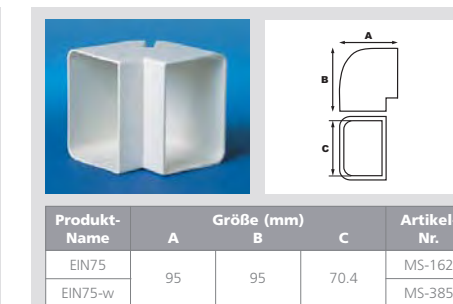 A
B
C
Produkt-Name Größe (mm) Artikel Nr.
A B C
EIN75 95 95 70.4 MS-162
EIN75-w MS-385